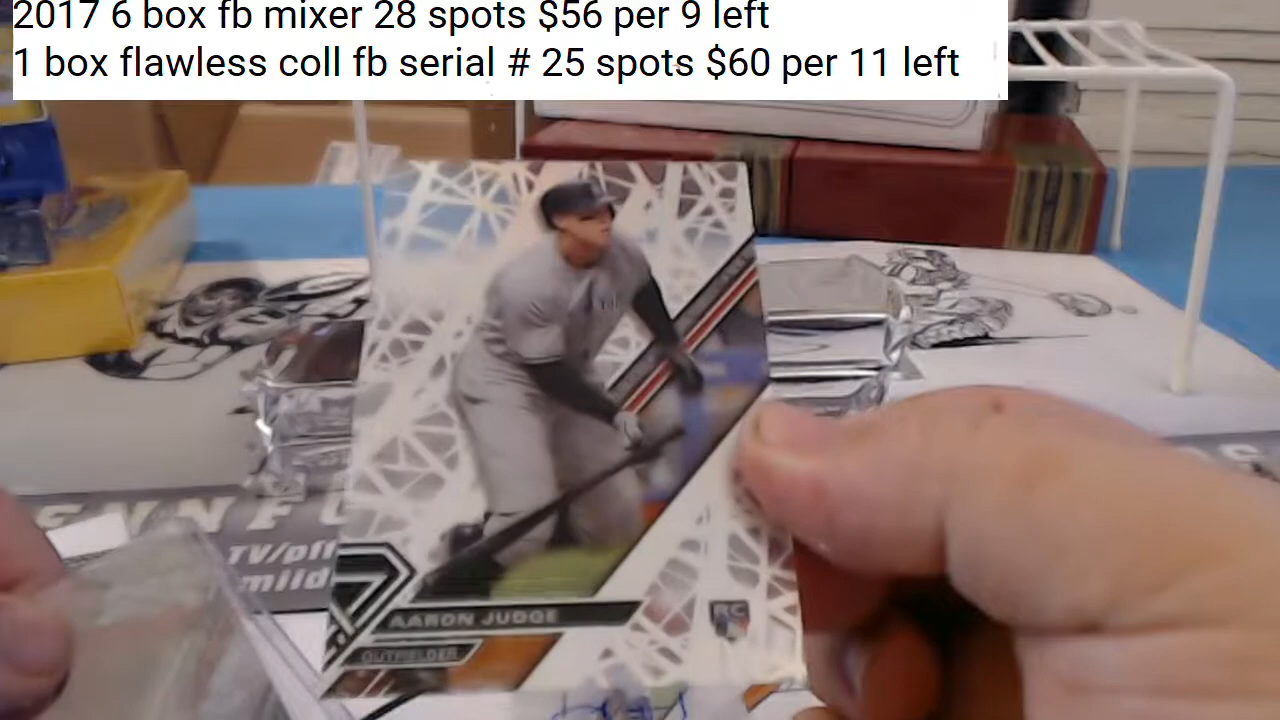 2017 6 box fb mixer 28 spots $56 per 9 left
1 box flawless coll fb serial # 25 spots $60 per 11 left
TV/
AARON JUDGE
RC
OUTFIELDER